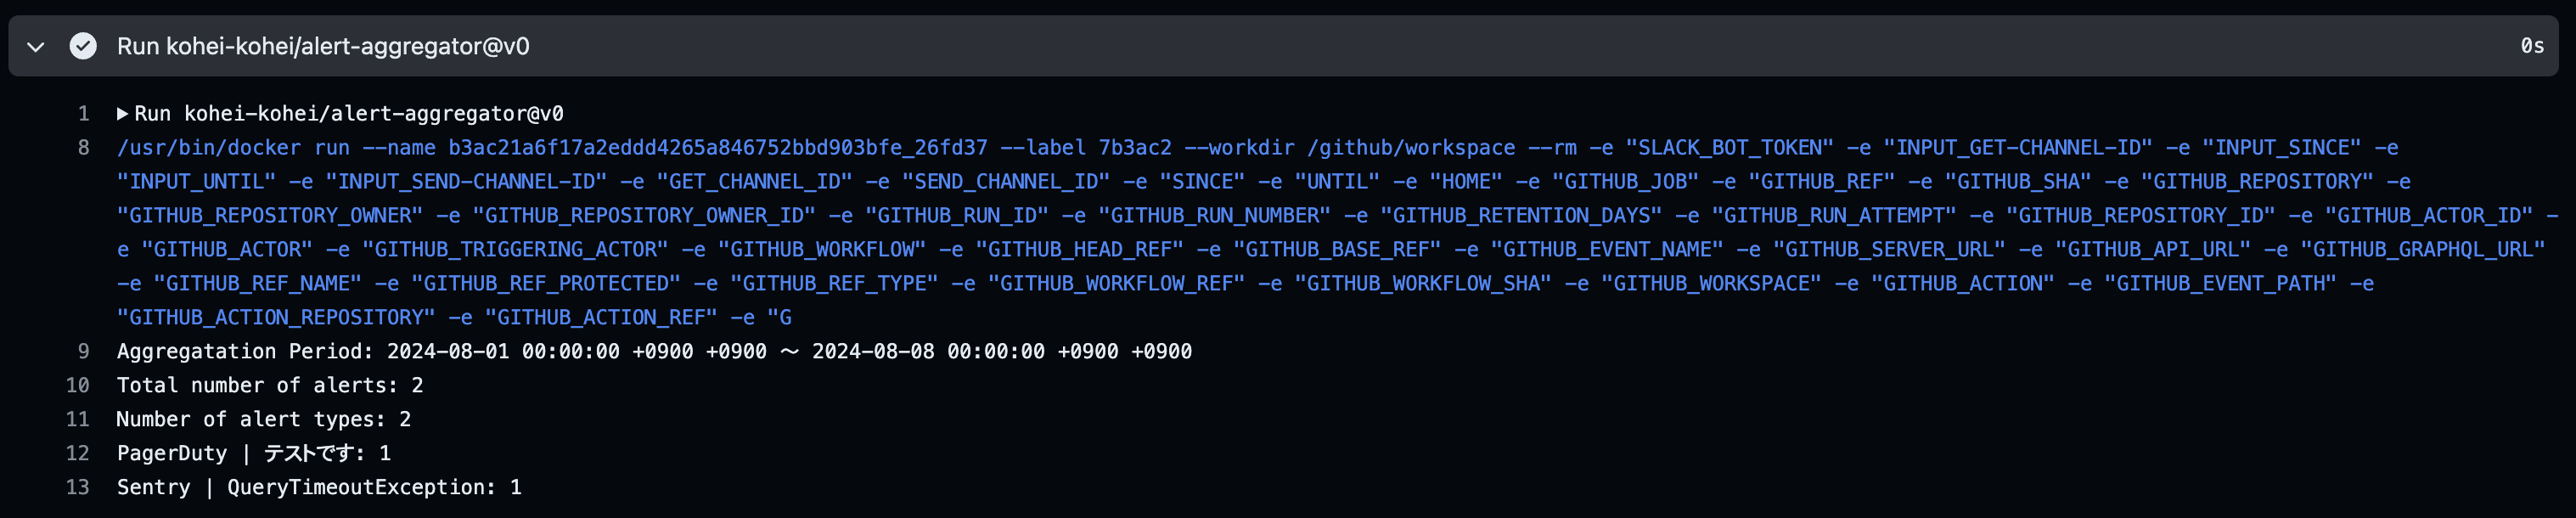 Run kohei-kohei/alert-aggregator@v0 0s
1 Run kohei-kohei/alert-aggregator@v0
8 /usr/bin/docker run --name b3ac21a6f17a2eddd4265a846752bbd903bfe_26fd37 --label 7b3ac2 --workdir /github/workspace --rm -e "SLACK_BOT_TOKEN" -e "INPUT_GET-CHANNEL-ID" -e "INPUT_SINCE" -e
"INPUT_UNTIL" -e "INPUT_SEND-CHANNEL-ID" -e "GET_CHANNEL_ID" -e "SEND_CHANNEL_ID" -e "SINCE" -e "UNTIL" -e "HOME" -e "GITHUB_JOB" -e "GITHUB_REF" -e "GITHUB_SHA" -e "GITHUB_REPOSITORY" -e
"GITHUB_REPOSITORY_OWNER" -e "GITHUB_REPOSITORY_OWNER_ID" -e "GITHUB_RUN_ID" -e "GITHUB_RUN_NUMBER" -e "GITHUB_RETENTION_DAYS" -e "GITHUB_RUN_ATTEMPT" -e "GITHUB_REPOSITORY_ID" -e "GITHUB_ACTOR_ID" -
e "GITHUB_ACTOR" -e "GITHUB_TRIGGERING_ACTOR" -e "GITHUB_WORKFLOW" -e "GITHUB_HEAD_REF" -e "GITHUB_BASE_REF" -e "GITHUB_EVENT_NAME" -e "GITHUB_SERVER_URL" -e "GITHUB_API_URL" -e "GITHUB_GRAPHQL_URL"
-e "GITHUB_REF_NAME" -e "GITHUB_REF_PROTECTED" -e "GITHUB_REF_TYPE" -e "GITHUB_WORKFLOW_REF" -e "GITHUB_WORKFLOW_SHA" -e "GITHUB_WORKSPACE" -e "GITHUB_ACTION" -e "GITHUB_EVENT_PATH" -e
"GITHUB_ACTION_REPOSITORY" -e "GITHUB_ACTION_REF" -e "G
9 Aggregatation Period: 2024-08-01 00:00:00 +0900 +0900 〜 2024-08-08 00:00:00 +0900 +0900
10 Total number of alerts: 2
11 Number of alert types: 2
12 PagerDuty | テストです: 1
13 Sentry | QueryTimeoutException: 1